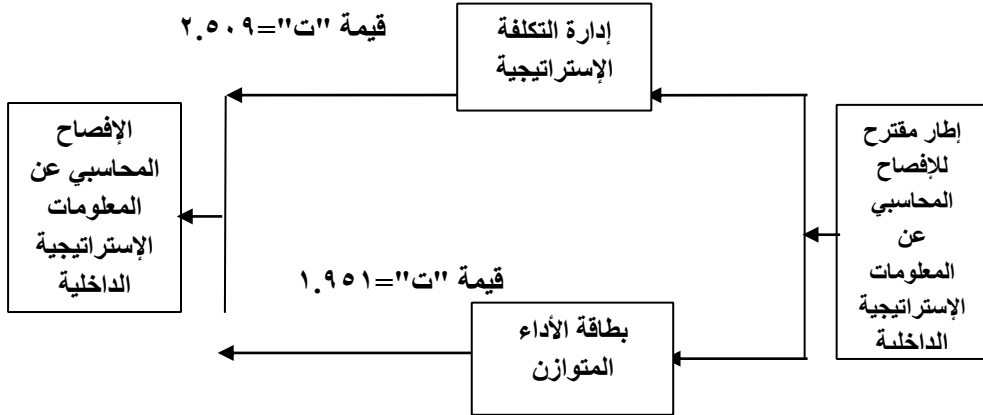 إطار مقترح
للإفصاح
المحاسبي
عن
المعلومات
الإستراتيجية
الداخلية
إدارة التكلفة
الإستراتيجية
قيمة "ت"=٢.٥٠٩
بطاقة الأداء
المتوازن
قيمة "ت"=١.٩٥١
الإفصاح
المحاسبي عن
المعلومات
الإستراتيجية
الداخلية